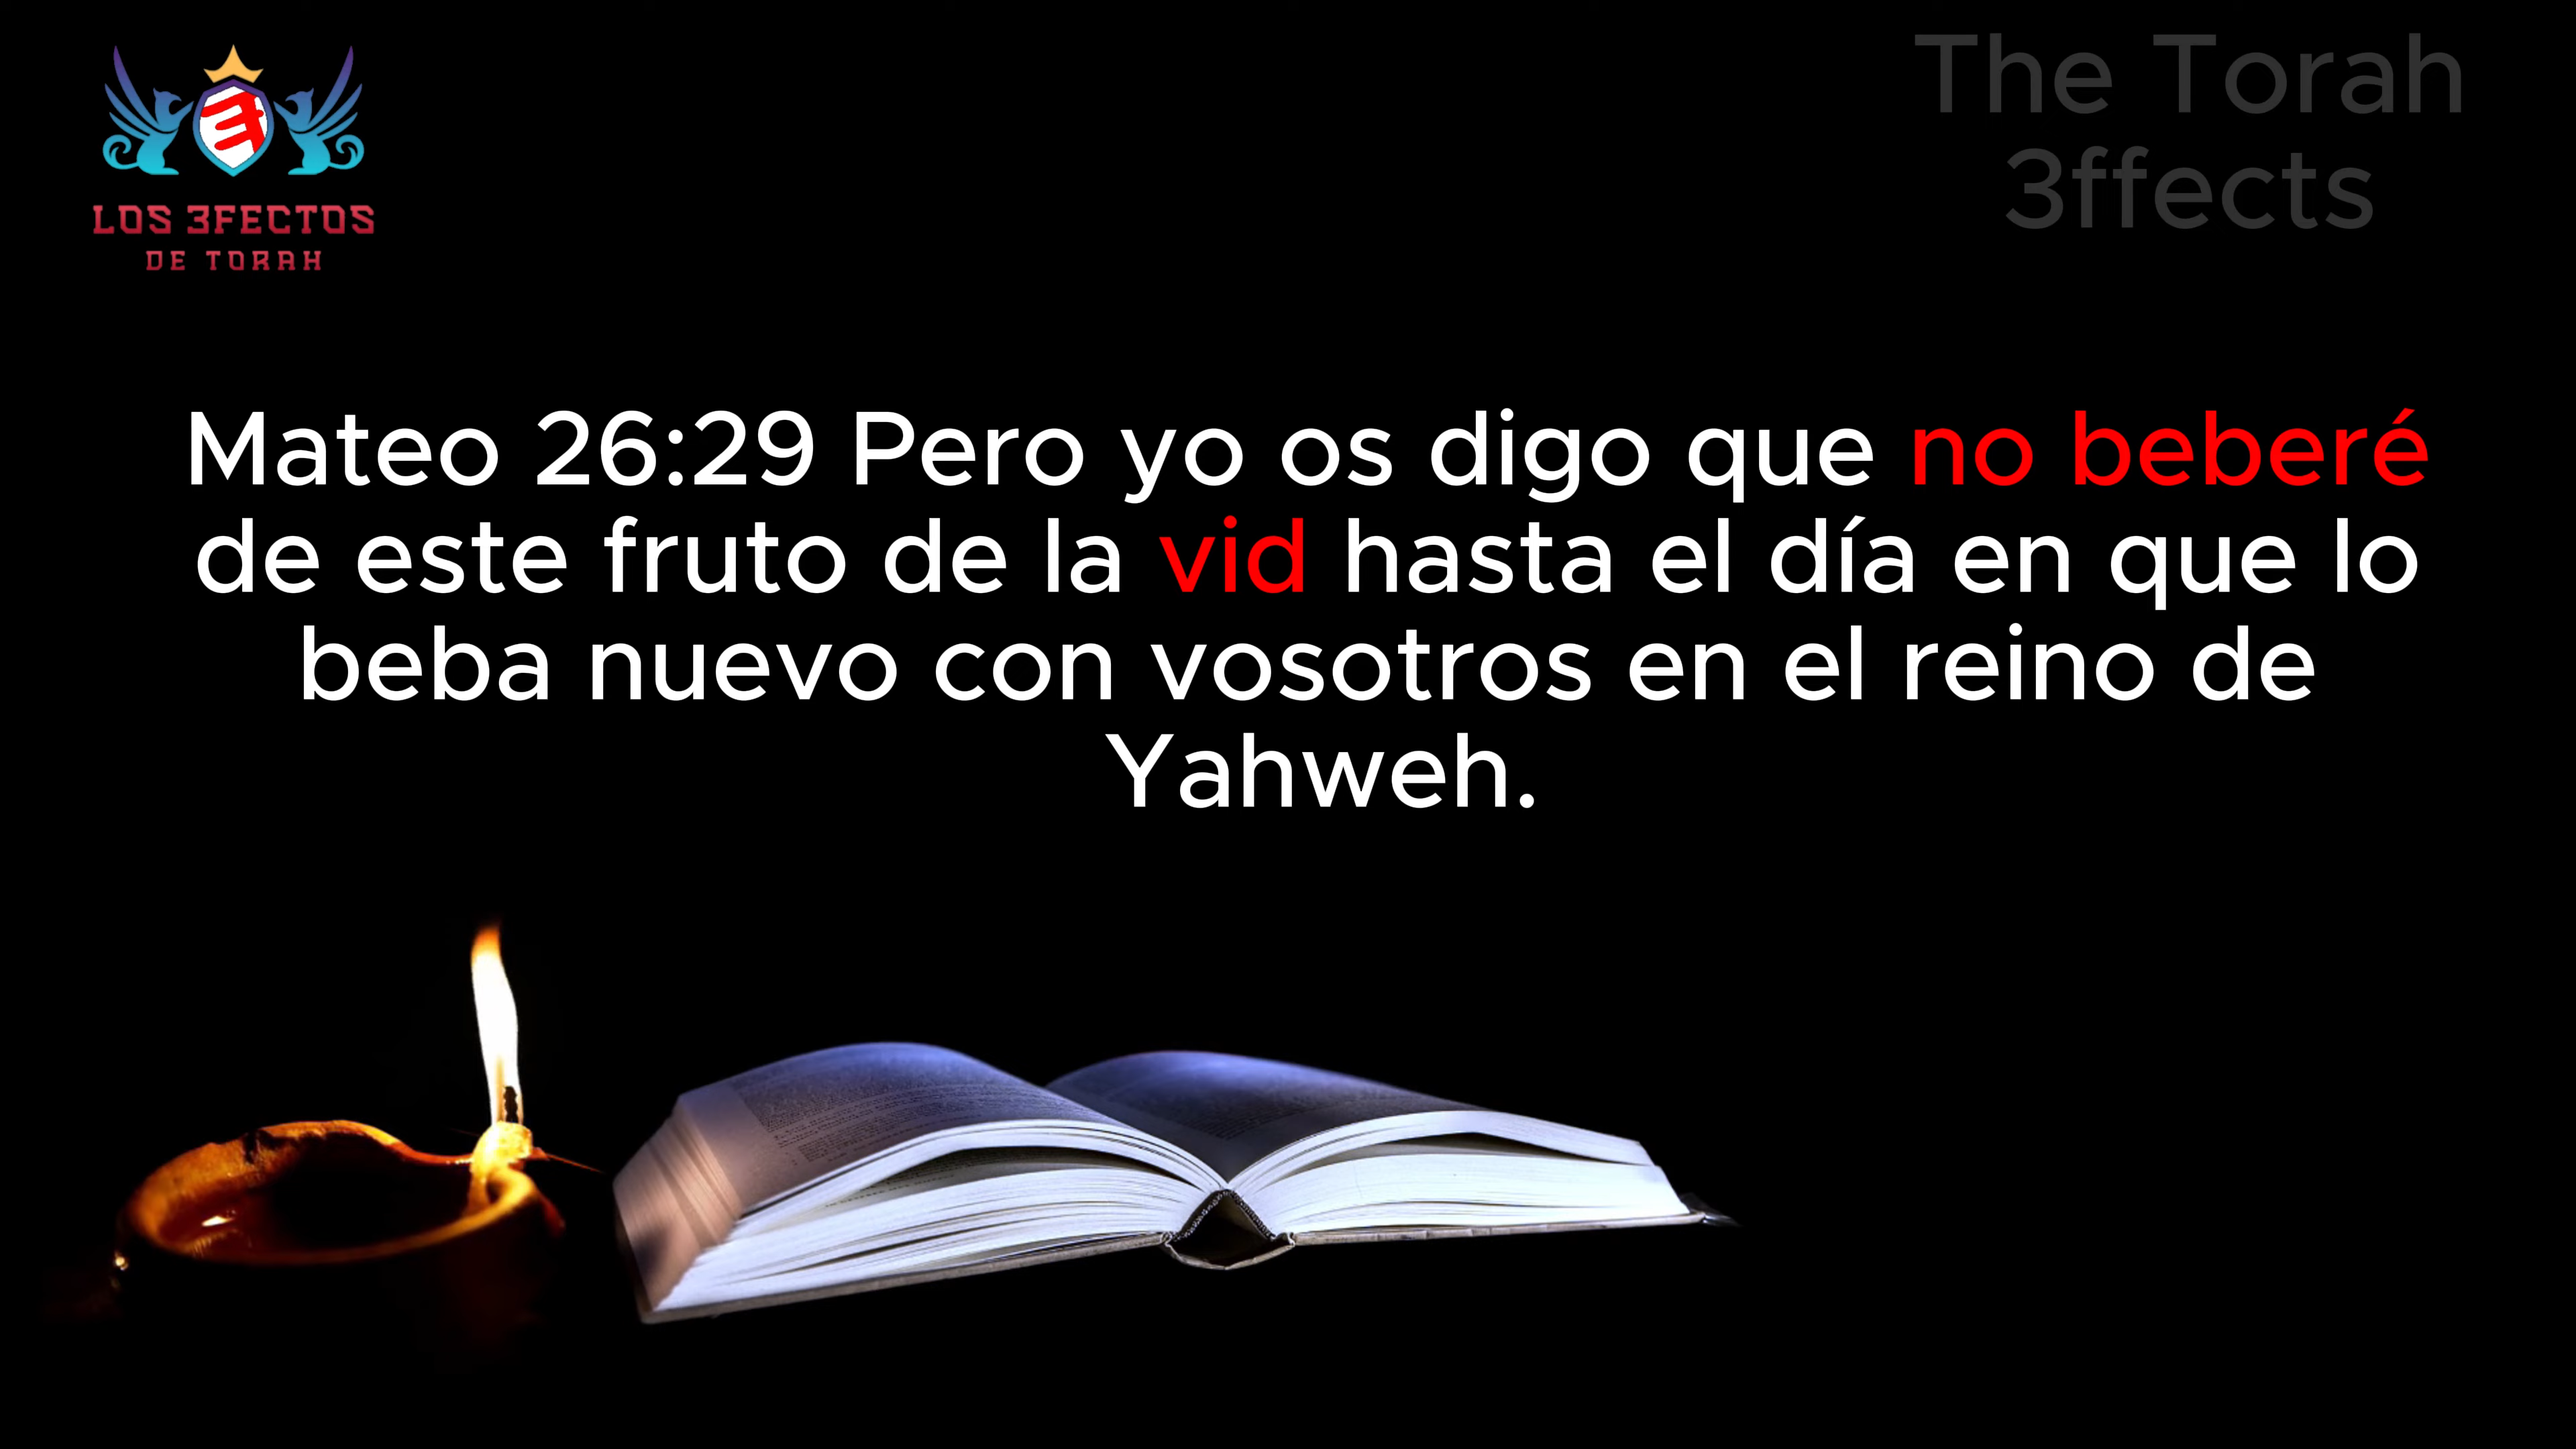 LOS 3FECTOS
DE TORAH
The Torah
3ffects
Mateo 26:29 Pero yo os digo que no beberé
de este fruto de la vid hasta el día en que lo
beba nuevo con vosotros en el reino de
Yahweh.